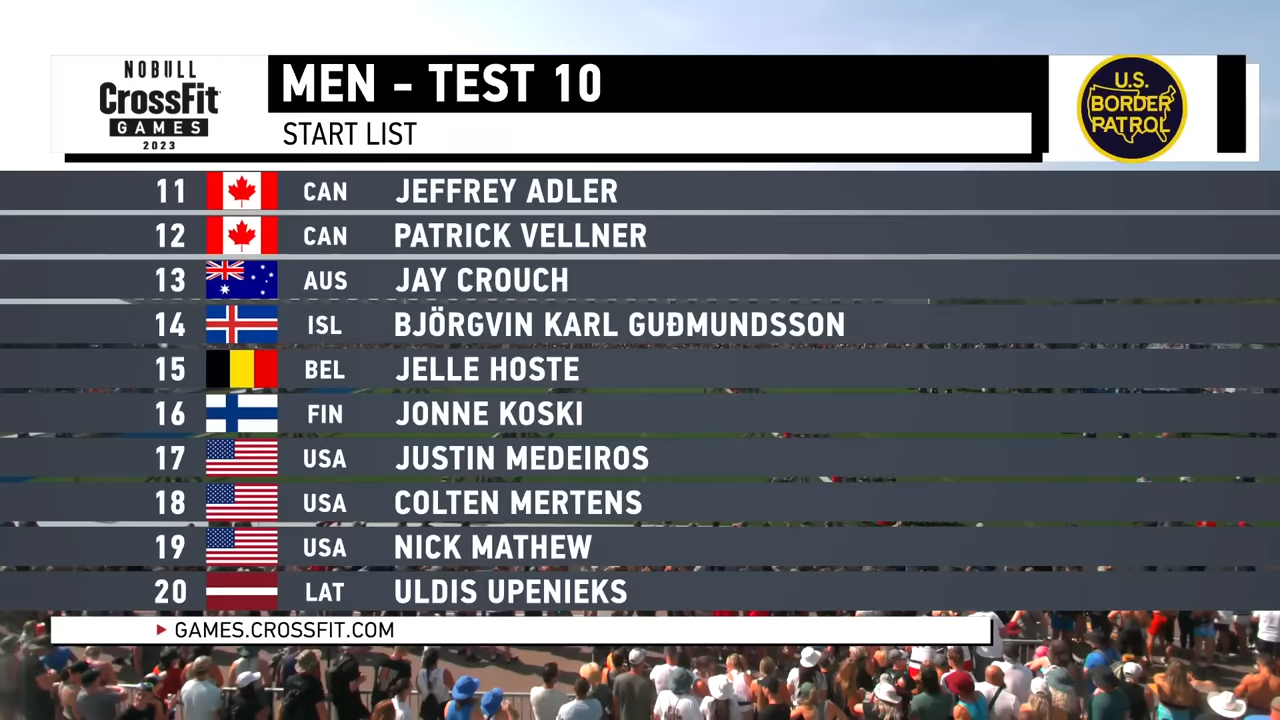 NOBULL
CrossFit
GAMES
2023
MEN - TEST 10
START LIST
U.S.
BORDER
PATROL
11 CAN JEFFREY ADLER
12 CAN PATRICK VELLNER
13 AUS JAY CROUCH
14 ISL BJÖRGVIN KARL GUÐMUNDSSON
15 BEL JELLE HOSTE
16 FIN JONNE KOSKI
17 USA JUSTIN MEDEIROS
18 USA COLTEN MERTENS
19 USA NICK MATHEW
20 LAT ULDIS UPENIEKS
GAMES.CROSSFIT.COM